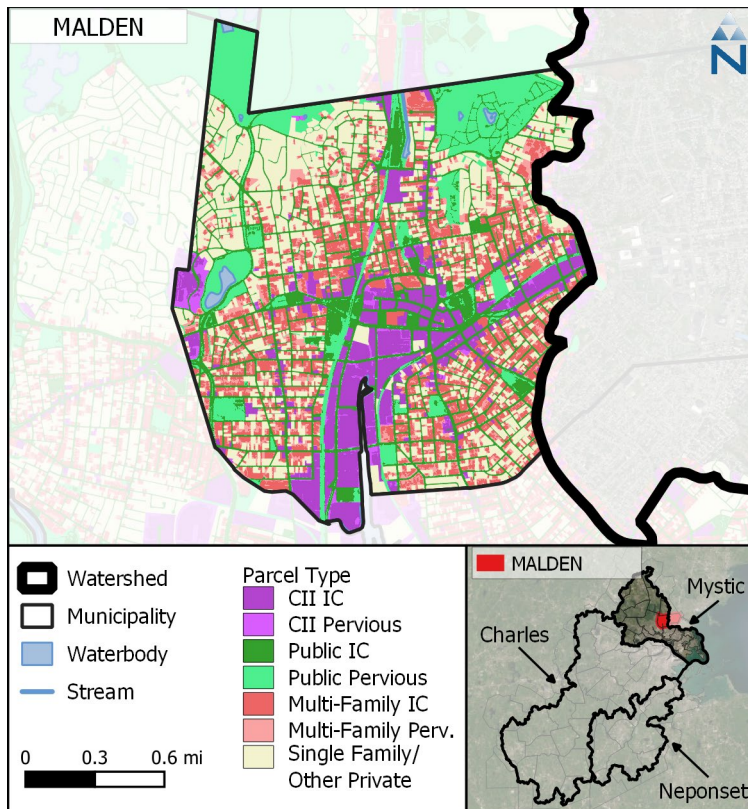 MALDEN
N
Watershed
Municipality
Waterbody
Stream
0 0.3 0.6 mi
Parcel Type
CII IC
CII Pervious
Public IC
Public Pervious
Multi-Family IC
Multi-Family Perv.
Single Family/
Other Private
MALDEN
Mystic
Charles
Neponset